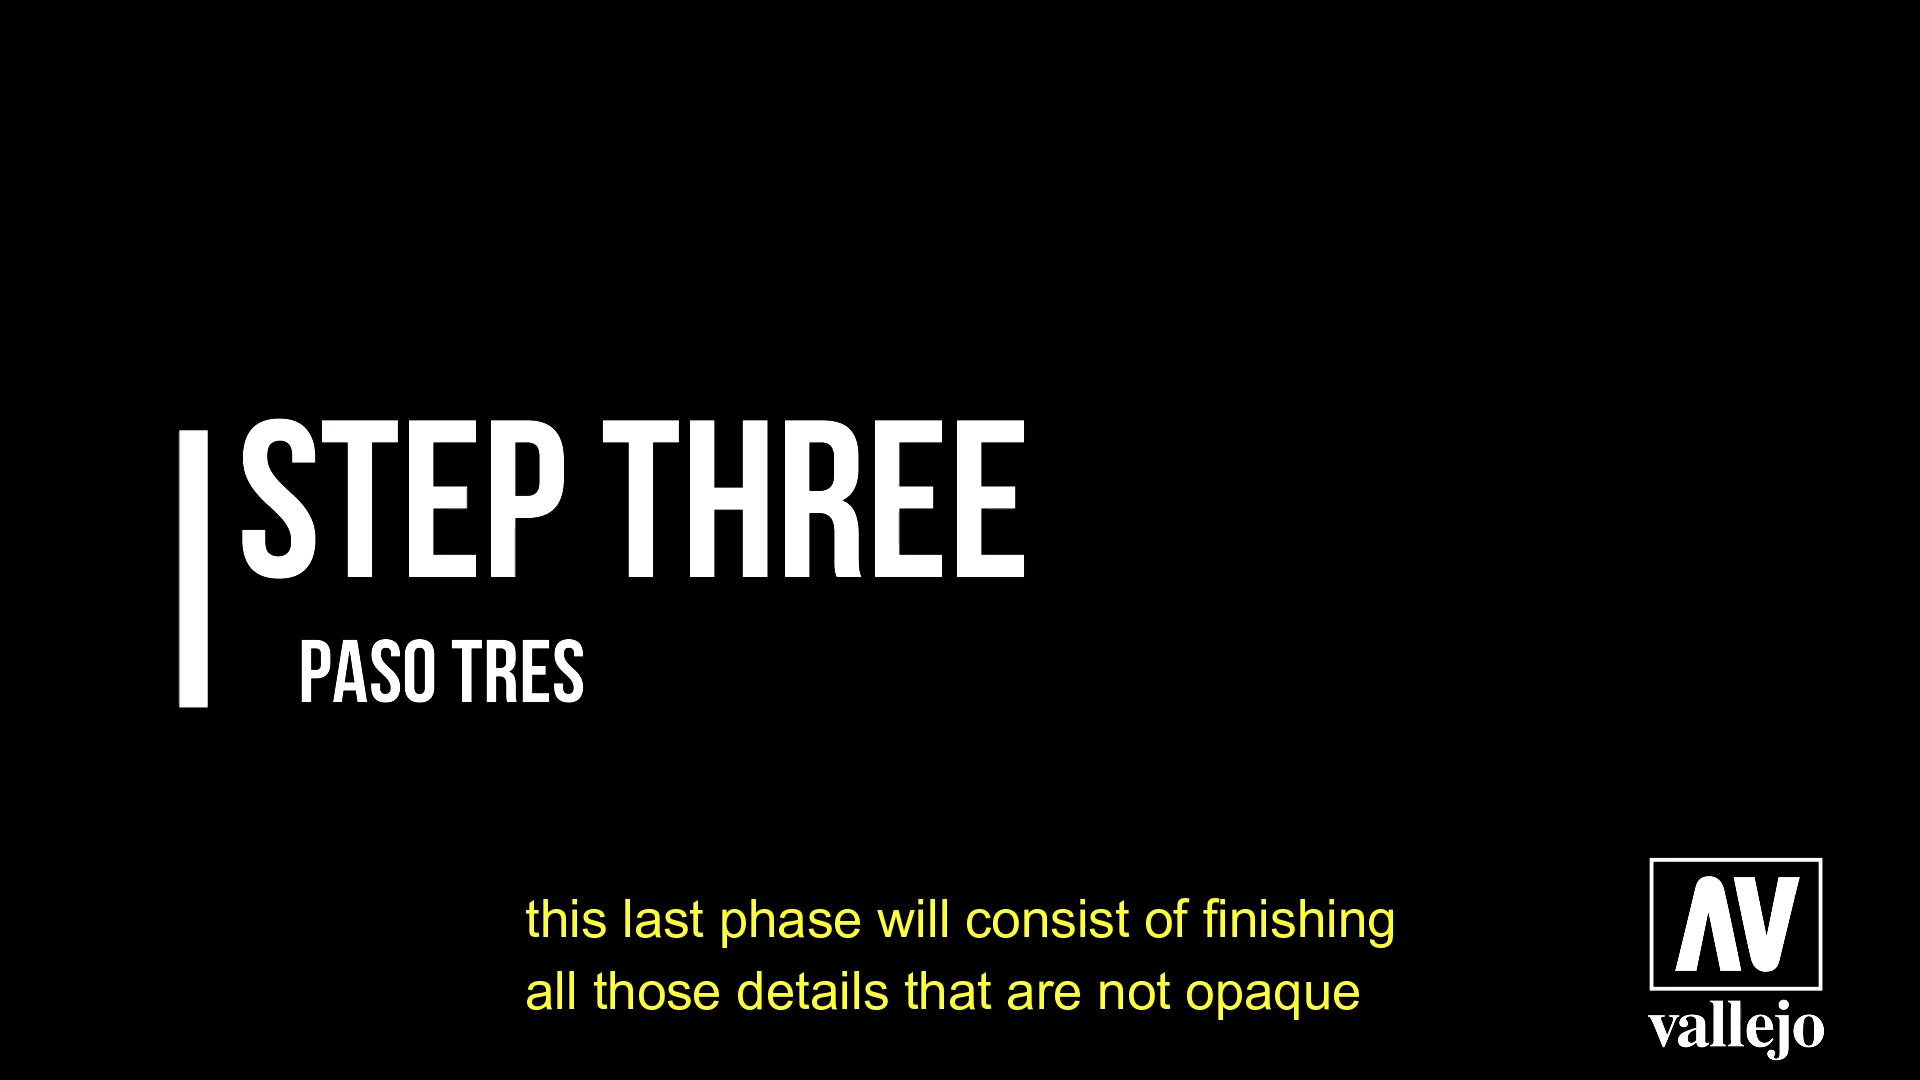 STEP THREE
PASO TRES
this last phase will consist of finishing
all those details that are not opaque
AV
vallejo